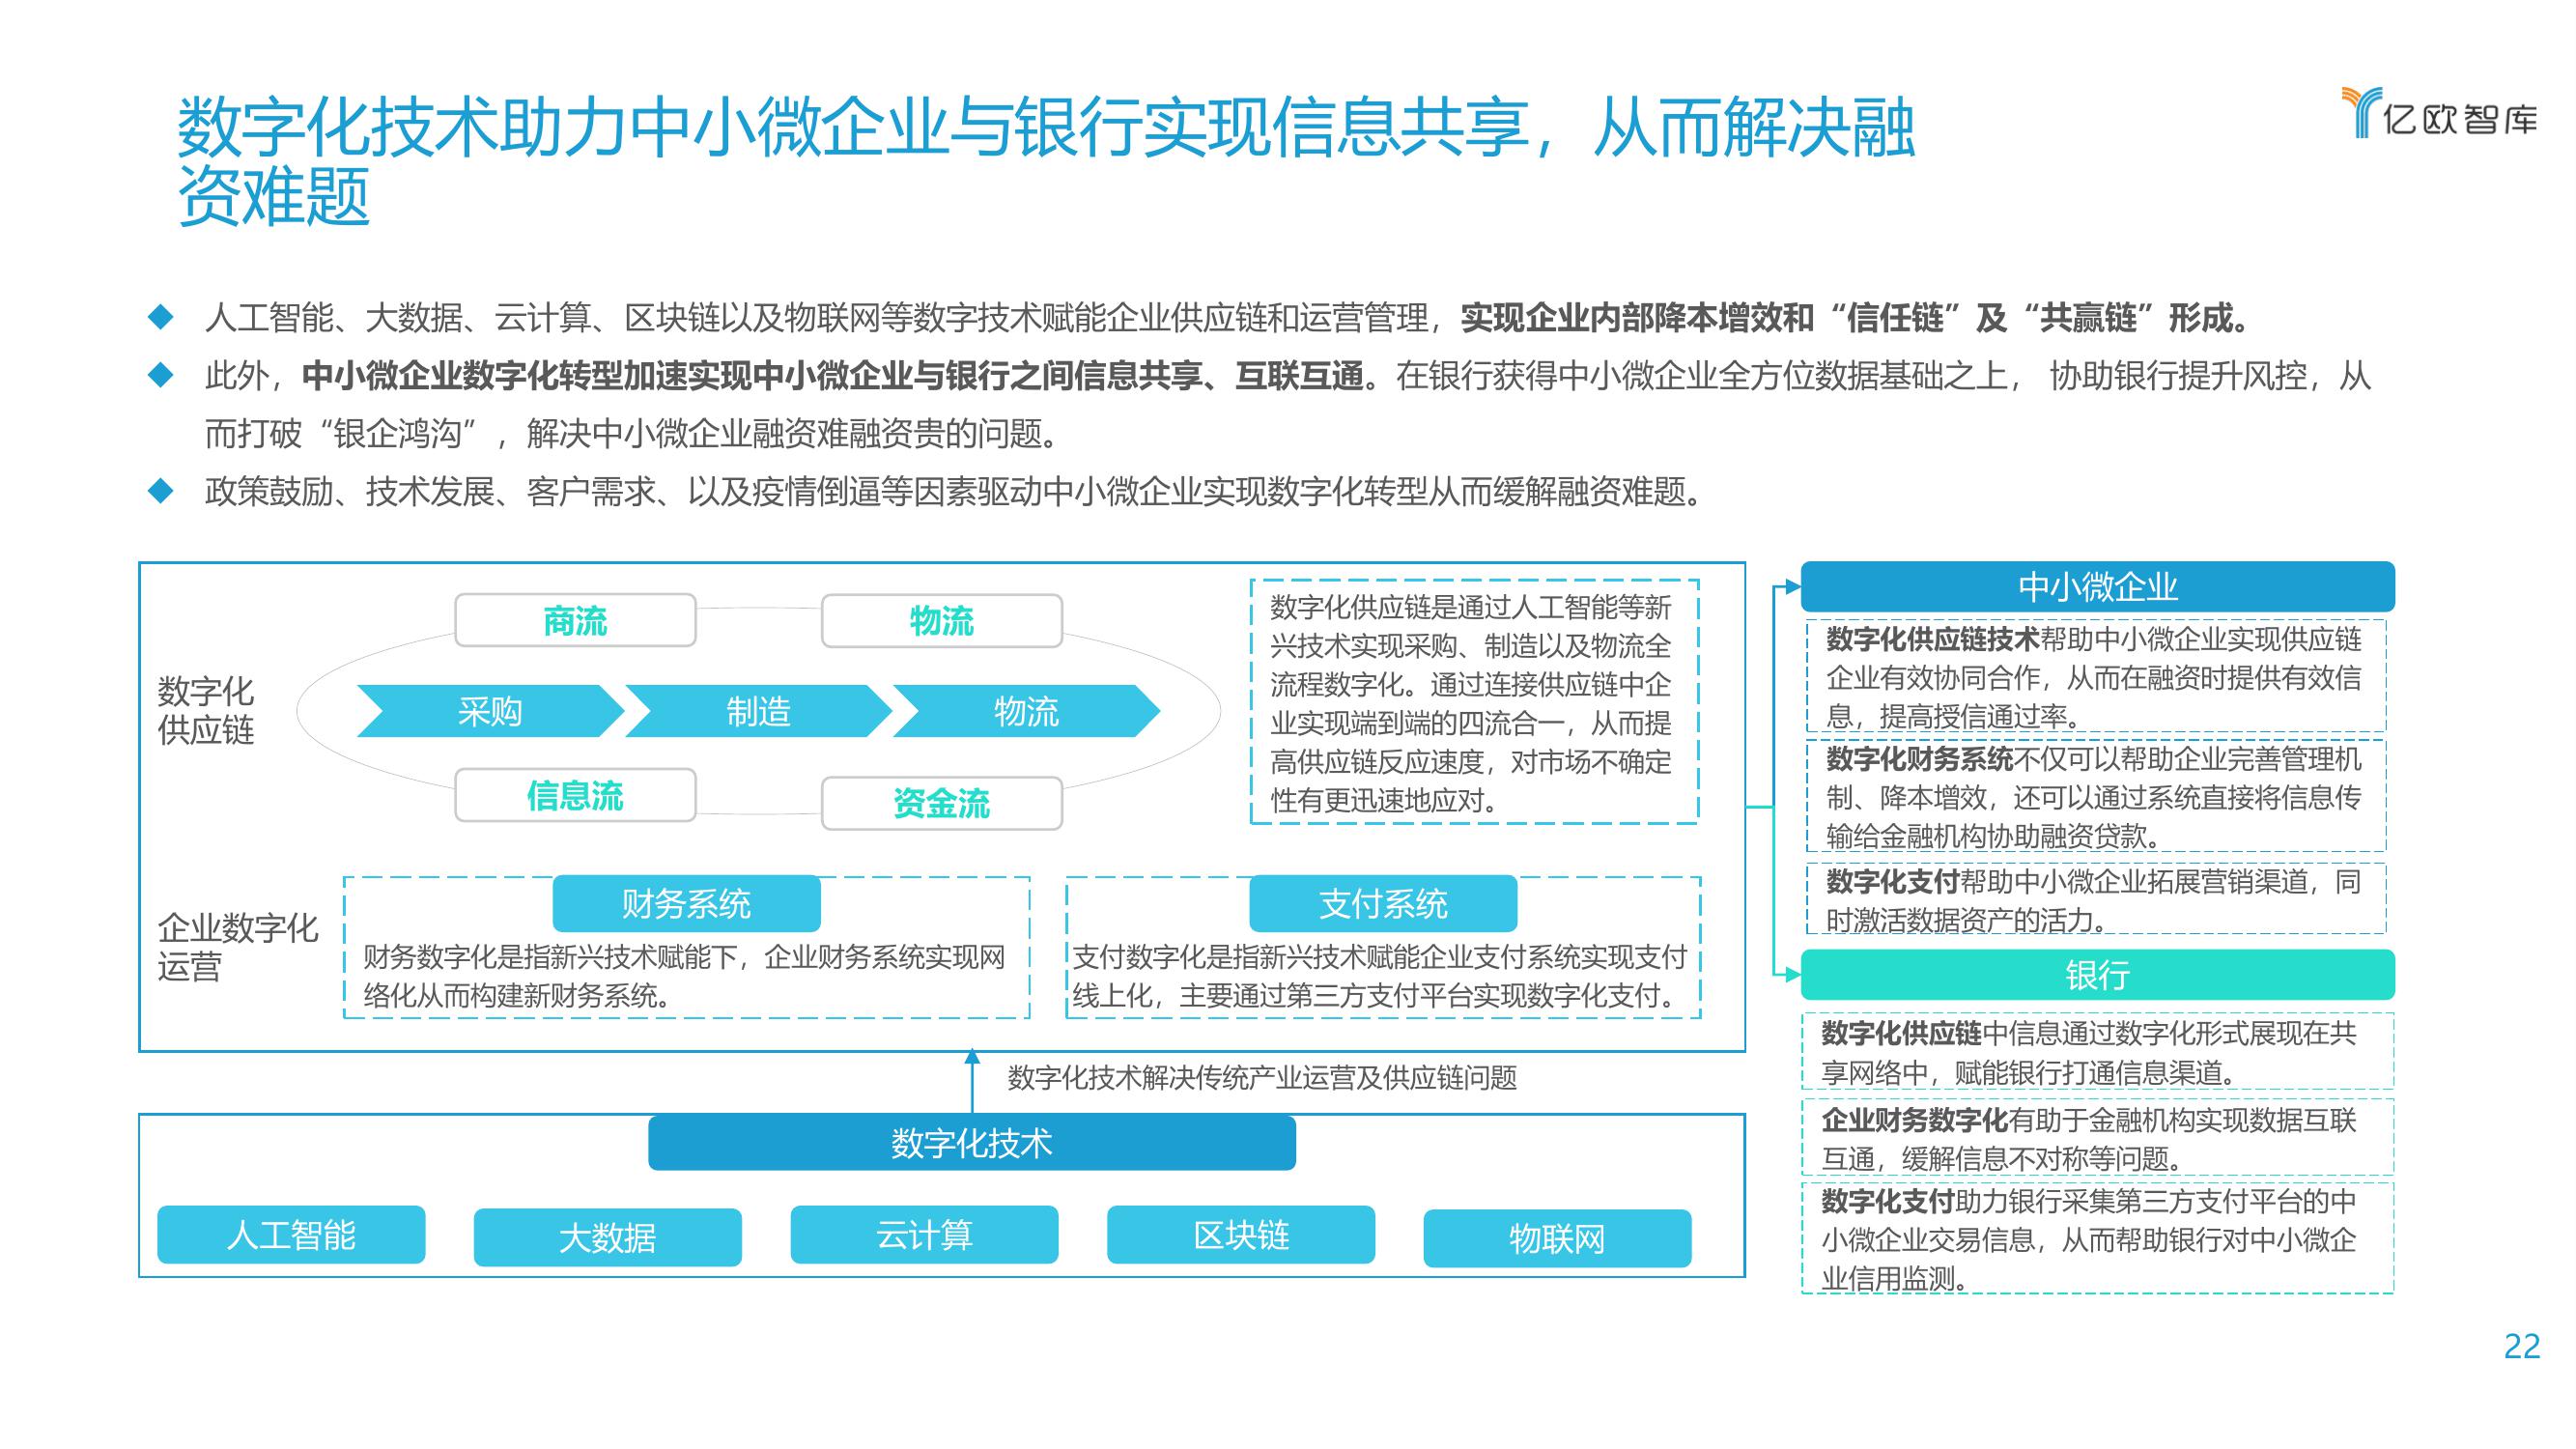 数字化技术助力中小微企业与银行实现信息共享，从而解决融
资难题
亿欧智库
人工智能、大数据、云计算、区块链以及物联网等数字技术赋能企业供应链和运营管理，实现企业内部降本增效和“信任链”及“共赢链”形成。
此外，中小微企业数字化转型加速实现中小微企业与银行之间信息共享、互联互通。在银行获得中小微企业全方位数据基础之上， 协助银行提升风控，从
而打破“银企鸿沟”，解决中小微企业融资难融资贵的问题。
政策鼓励、技术发展、客户需求、以及疫情倒逼等因素驱动中小微企业实现数字化转型从而缓解融资难题。
数字化
供应链
商流
物流
采购
制造
物流
信息流
资金流
数字化供应链是通过人工智能等新
兴技术实现采购、制造以及物流全
流程数字化。通过连接供应链中企
业实现端到端的四流合一，从而提
高供应链反应速度，对市场不确定
性有更迅速地应对。
企业数字化
运营
财务系统
财务数字化是指新兴技术赋能下，企业财务系统实现网
络化从而构建新财务系统。
支付系统
支付数字化是指新兴技术赋能企业支付系统实现支付
线上化，主要通过第三方支付平台实现数字化支付。
数字化技术解决传统产业运营及供应链问题
数字化技术
人工智能
大数据
云计算
区块链
物联网
中小微企业
数字化供应链技术帮助中小微企业实现供应链
企业有效协同合作，从而在融资时提供有效信
息，提高授信通过率。
数字化财务系统不仅可以帮助企业完善管理机
制、降本增效，还可以通过系统直接将信息传
输给金融机构协助融资贷款。
数字化支付帮助中小微企业拓展营销渠道，同
时激活数据资产的活力。
银行
数字化供应链中信息通过数字化形式展现在共
享网络中，赋能银行打通信息渠道。
企业财务数字化有助于金融机构实现数据互联
互通，缓解信息不对称等问题。
数字化支付助力银行采集第三方支付平台的中
小微企业交易信息，从而帮助银行对中小微企
业信用监测。
22